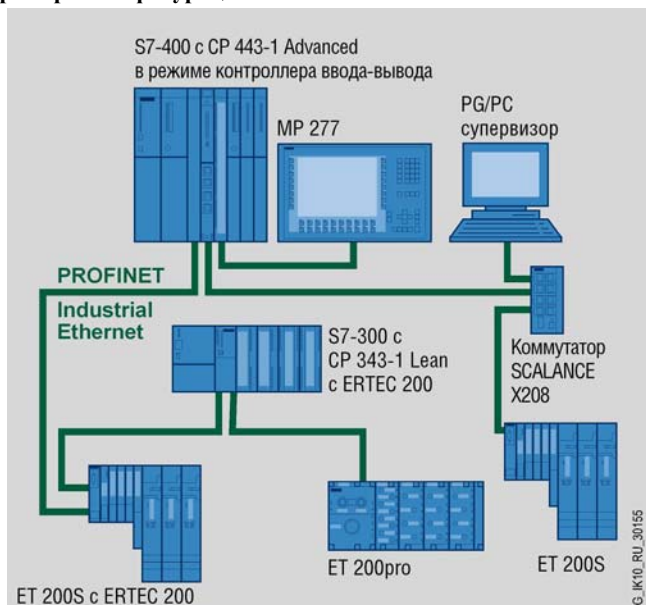 S7-400 с CP 443-1 Advanced
в режиме контроллера ввода-вывода
MP 277
PG/PC
супервизор
PROFINET
Industrial
Ethernet
S7-300 с
CP 343-1 Lean
с ERTEC 200
Коммутатор
SCALANCE
X208
ET 200S с ERTEC 200
ET 200pro
ET 200S
G_IK10_RU_30155